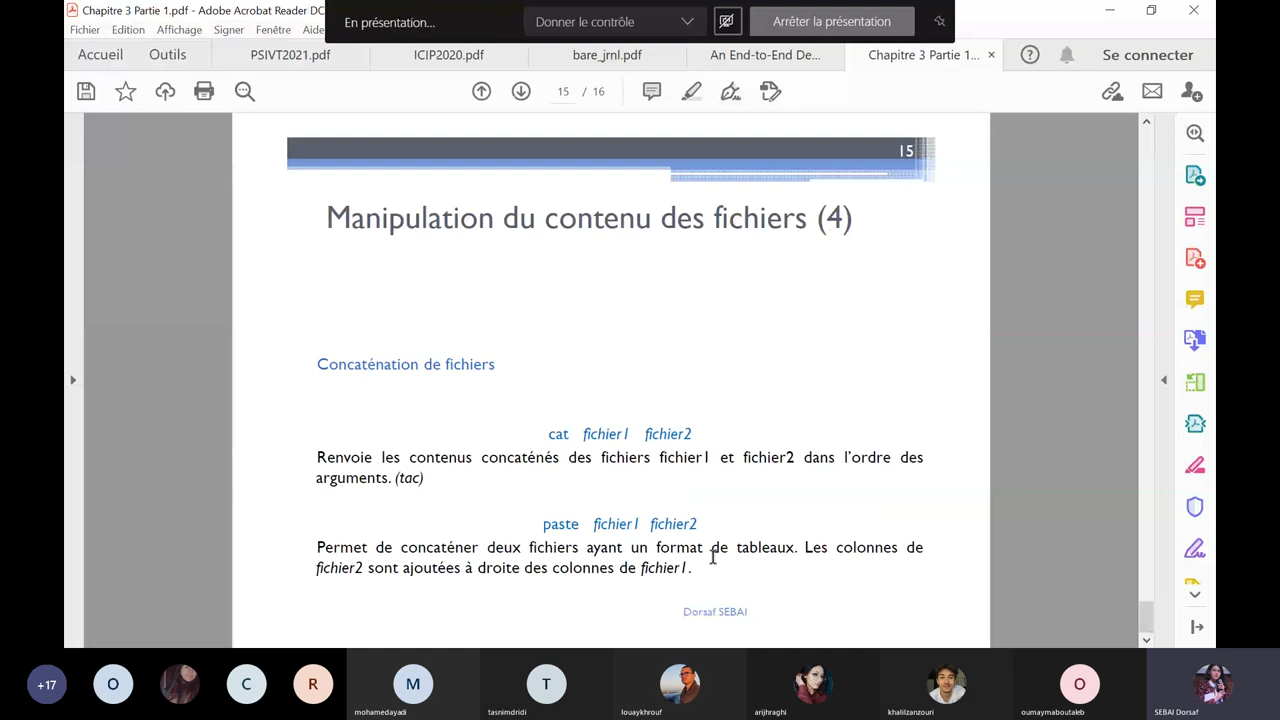 Chapitre 3 Partie 1.pdf - Adobe Acrobat Reader DC
En présentation...
Donner le contrôle
Arrêter la présentation
Fichier Edition Affichage Signer Fenêtre Aide
Accueil Outils PSIVT2021.pdf ICIP2020.pdf bare_jrnl.pdf An End-to-End De... Chapitre 3 Partie 1... × Se connecter
15 / 16
15
Manipulation du contenu des fichiers (4)
Concaténation de fichiers
cat fichier1 fichier2
Renvoie les contenus concaténés des fichiers fichier1 et fichier2 dans l'ordre des
arguments. (tac)
paste fichier1 fichier2
Permet de concaténer deux fichiers ayant un format de tableaux. Les colonnes de
fichier2 sont ajoutées à droite des colonnes de fichier1.
Dorsaf SEBAI
+17 O C R M T O
mohamedayadi tasnimdridi louaykhrouf arijhraghi khalilzanzouri oumaymaboutaleb SEBAI Dorsaf